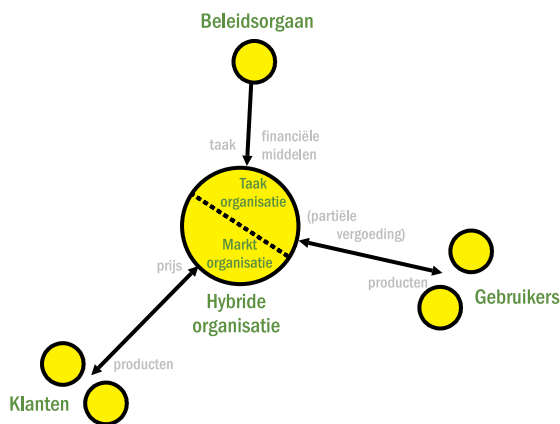 Beleidsorgaan
taak
financiële
middelen
Taak
organisatie
Markt
organisatie
(partiële
vergoeding)
prijs
producten
Gebruikers
Hybride
organisatie
producten
Klanten